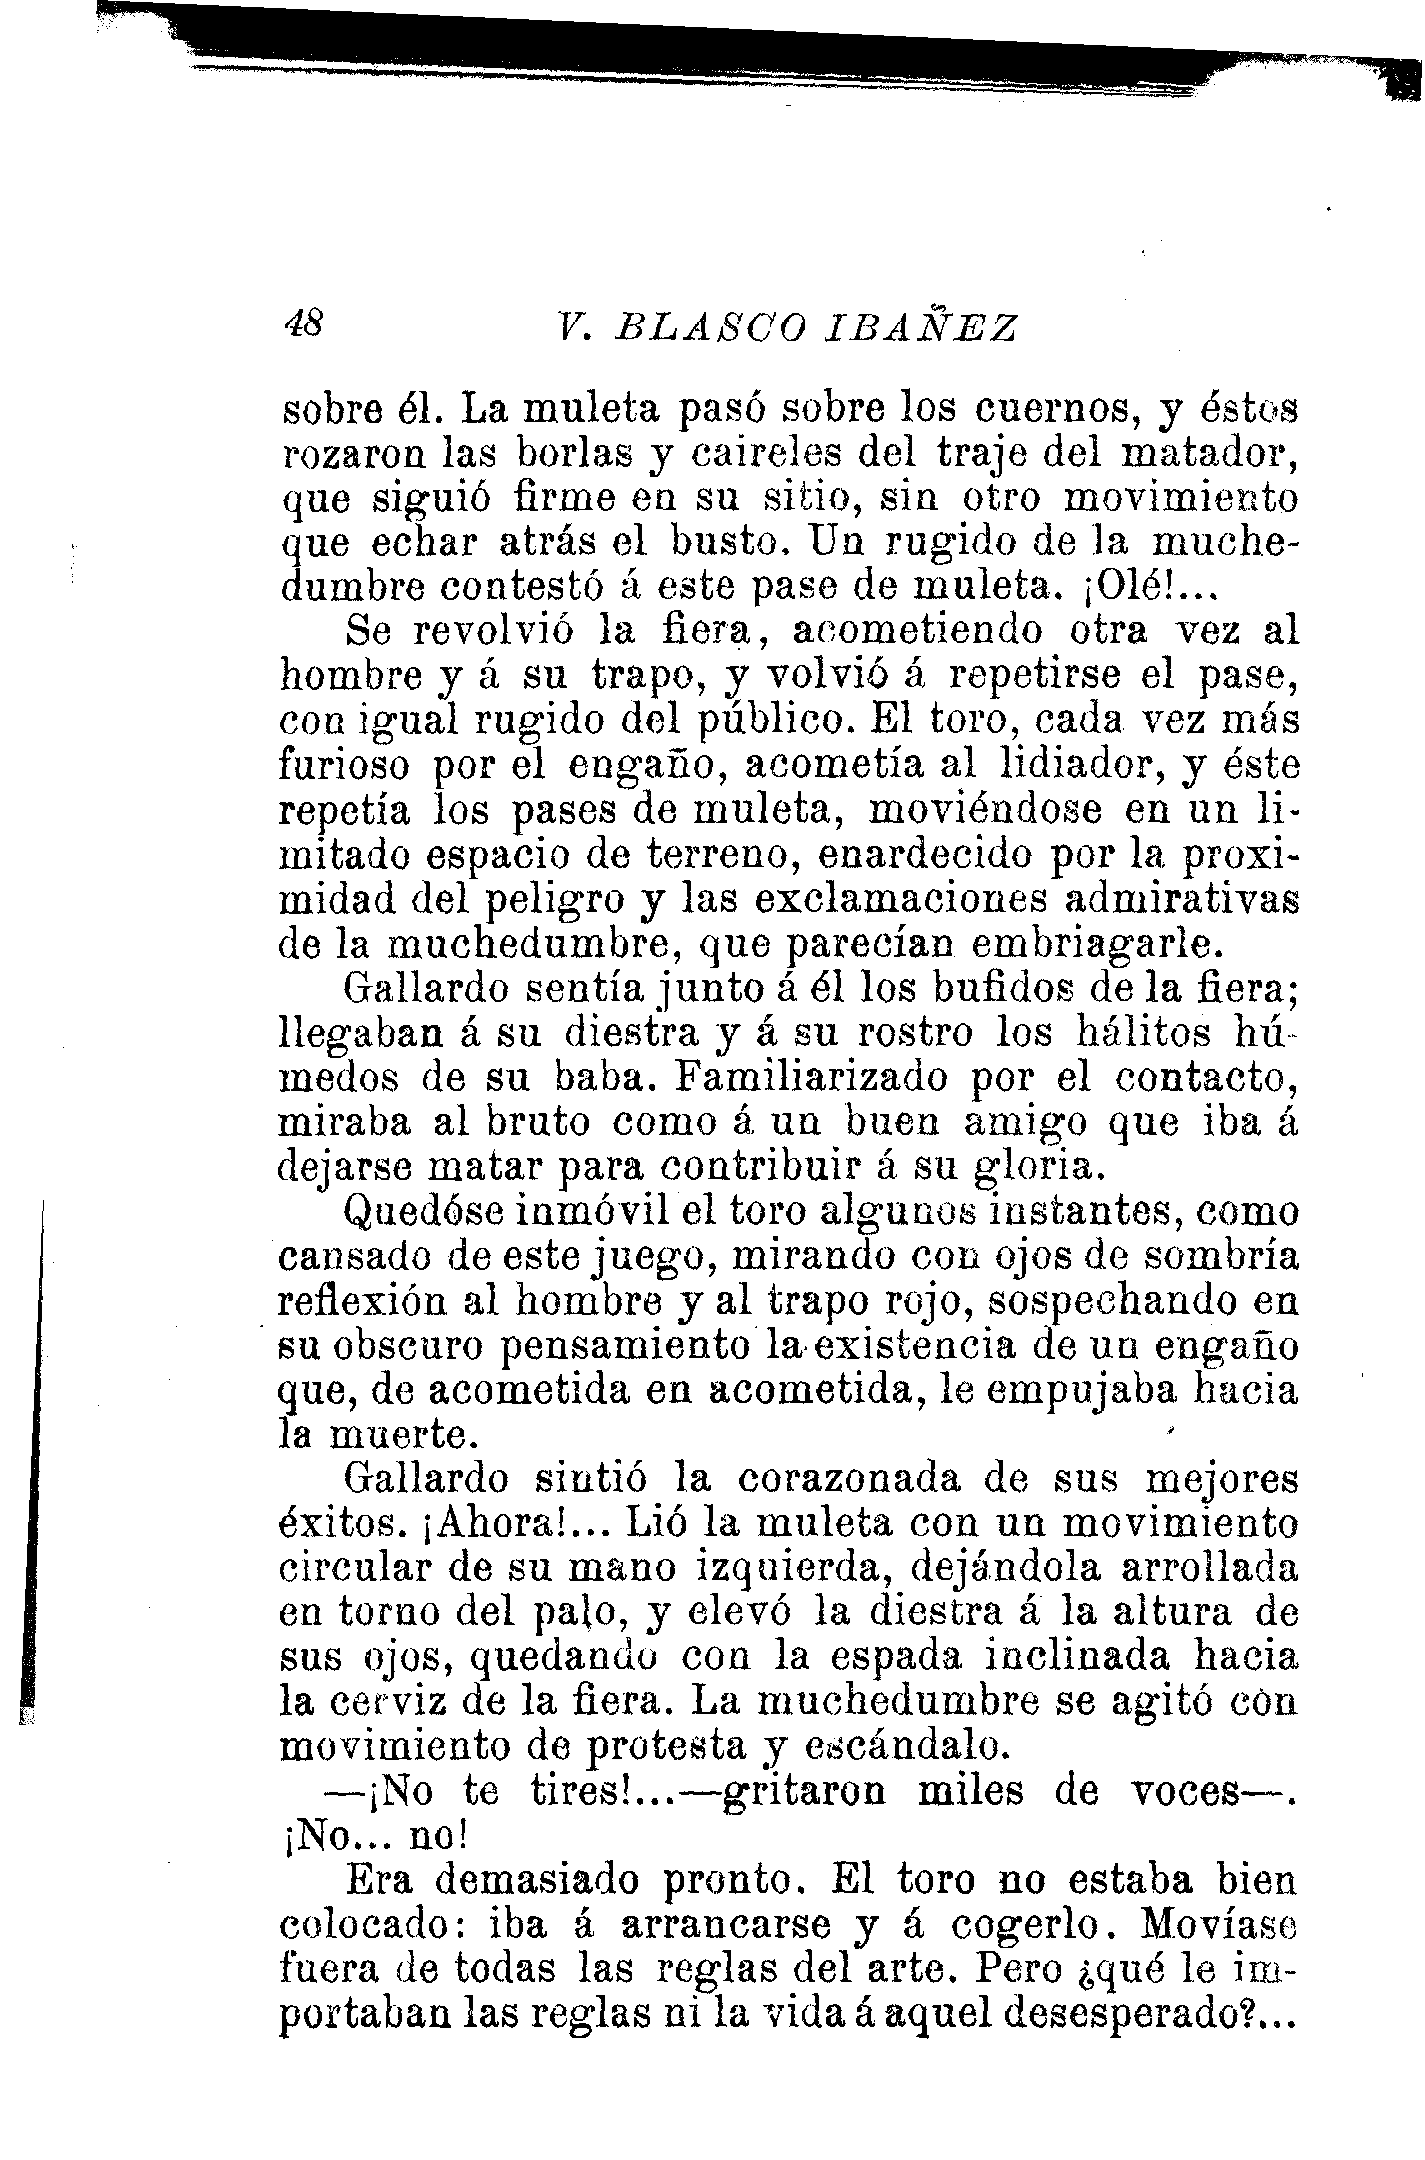 48 V. BLASCO IBAÑEZ
sobre él. La muleta pasó sobre los cuernos, y éstos
rozaron las borlas y caireles del traje del matador,
que siguió firme en su sitio, sin otro movimiento
que echar atrás el busto. Un rugido de la muche-
dumbre contestó á este pase de muleta. ¡Olé!...
Se revolvió la fiera, acometiendo otra vez al
hombre y á su trapo, y volvió á repetirse el pase,
con igual rugido del público. El toro, cada vez más
furioso por el engaño, acometía al lidiador, y éste
repetía los pases de muleta, moviéndose en un li-
mitado espacio de terreno, enardecido por la proxi-
midad del peligro y las exclamaciones admirativas
de la muchedumbre, que parecían embriagarle.
Gallardo sentía junto á él los bufidos de la fiera;
llegaban á su diestra y á su rostro los hálitos hú-
medos de su baba. Familiarizado por el contacto,
miraba al bruto como á un buen amigo que iba á
dejarse matar para contribuir á su gloria.
Quedóse inmóvil el toro algunos instantes, como
cansado de este juego, mirando con ojos de sombría
reflexión al hombre y al trapo rojo, sospechando en
su obscuro pensamiento la existencia de un engaño
que, de acometida en acometida, le empujaba hacia
la muerte.
Gallardo sintió la corazonada de sus mejores
éxitos. ¡Ahora!... Lió la muleta con un movimiento
circular de su mano izquierda, dejándola arrollada
en torno del palo, y elevó la diestra á la altura de
sus ojos, quedando con la espada inclinada hacia
la cerviz de la fiera. La muchedumbre se agitó con
movimiento de protesta y escándalo.
—¡No te tires!...—gritaron miles de voces—.
¡No... no!
Era demasiado pronto. El toro no estaba bien
colocado: iba á arrancarse y á cogerlo. Movíase
fuera de todas las reglas del arte. Pero ¿qué le im-
portaban las reglas ni la vida á aquel desesperado?...